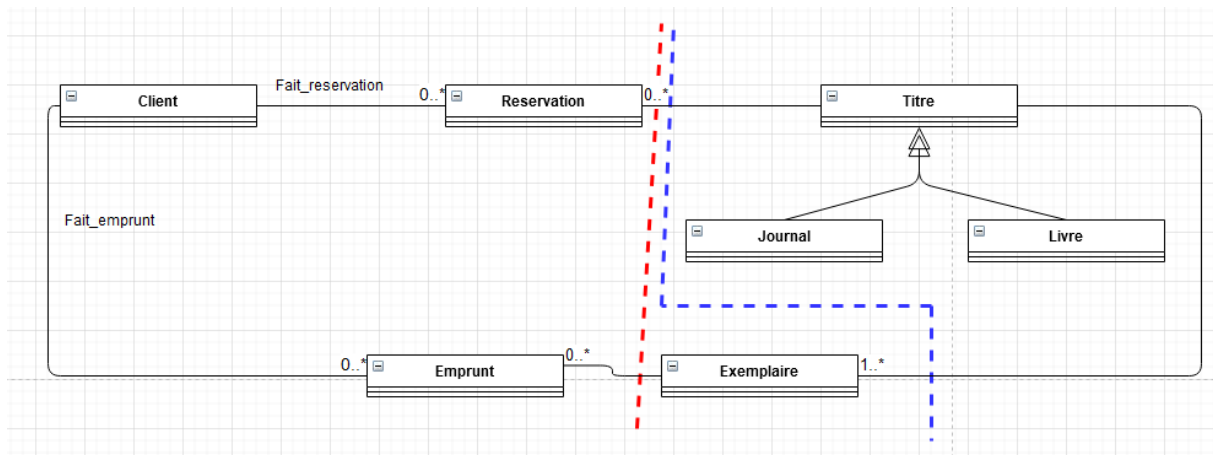 Fait_reservation
Client
0..*
Reservation
0..*
Titre
Fait_emprunt
Journal
Livre
0..*
Emprunt
0..*
Exemplaire
1..*